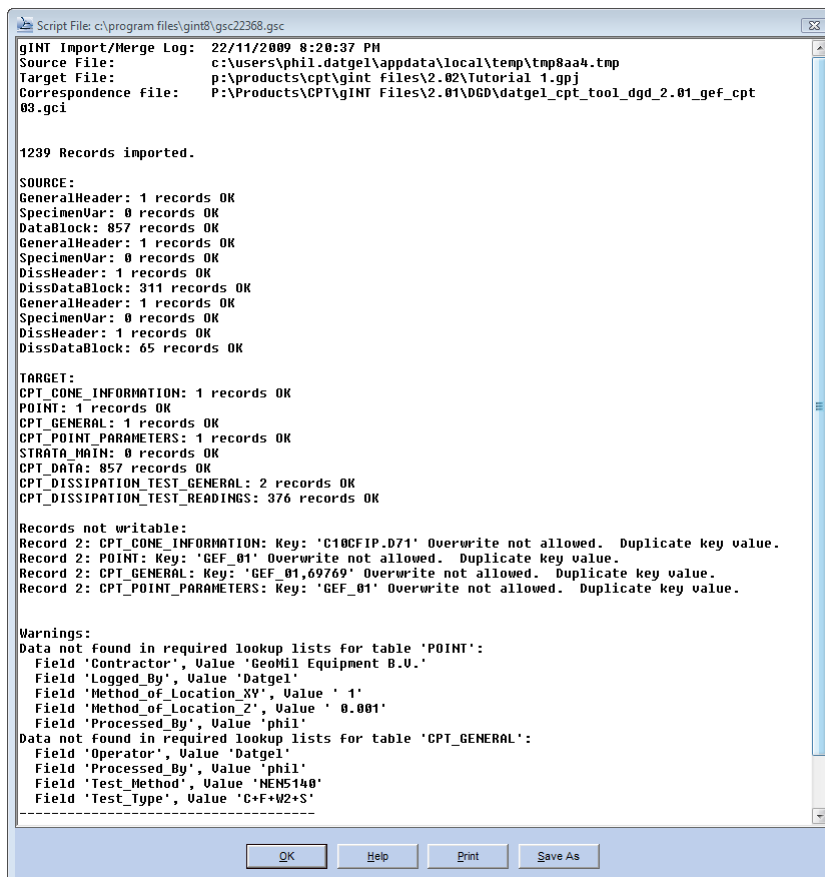 Script File: c:\program files\gint8\gsc22368.gsc
gINT Import/Merge Log:  22/11/2009 8:20:37 PM
Source File:            c:\users\phil.datgel\appdata\local\temp\tmp8aa4.tmp
Target File:            p:\products\cpt\gint files\2.02\Tutorial 1.gpj
Correspondence file:    P:\Products\CPT\gINT Files\2.01\DGD\datgel_cpt_tool_dgd_2.01_gef_cpt
03.gci
1239 Records imported.
SOURCE:
GeneralHeader: 1 records OK
SpecimenVar: 0 records OK
DataBlock: 857 records OK
GeneralHeader: 1 records OK
SpecimenVar: 0 records OK
DissHeader: 1 records OK
DissDataBlock: 311 records OK
GeneralHeader: 1 records OK
SpecimenVar: 0 records OK
DissHeader: 1 records OK
DissDataBlock: 65 records OK
TARGET:
CPT_CONE_INFORMATION: 1 records OK
POINT: 1 records OK
CPT_GENERAL: 1 records OK
CPT_POINT_PARAMETERS: 1 records OK
STRATA_MAIN: 0 records OK
CPT_DATA: 857 records OK
CPT_DISSIPATION_TEST_GENERAL: 2 records OK
CPT_DISSIPATION_TEST_READINGS: 376 records OK
Records not writable:
Record 2: CPT_CONE_INFORMATION: Key: 'C10CFIP.D71' Overwrite not allowed.  Duplicate key value.
Record 2: POINT: Key: 'GEF_01' Overwrite not allowed.  Duplicate key value.
Record 2: CPT_GENERAL: Key: 'GEF_01,69769' Overwrite not allowed.  Duplicate key value.
Record 2: CPT_POINT_PARAMETERS: Key: 'GEF_01' Overwrite not allowed.  Duplicate key value.
Warnings:
Data not found in required lookup lists for table 'POINT':
  Field 'Contractor', Value 'GeoMil Equipment B.V.'
  Field 'Logged_By', Value 'Datgel'
  Field 'Method_of_Location_XY', Value ' 1'
  Field 'Method_of_Location_Z', Value ' 0.001'
  Field 'Processed_By', Value 'phil'
Data not found in required lookup lists for table 'CPT_GENERAL':
  Field 'Operator', Value 'Datgel'
  Field 'Processed_By', Value 'phil'
  Field 'Test_Method', Value 'NEN5140'
  Field 'Test_Type', Value 'C+F+W2+S'
-------------------------------------
OK Help Print Save As